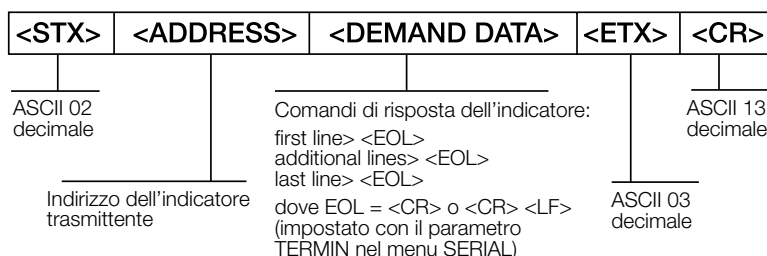 <STX> <ADDRESS> <DEMAND DATA> <ETX> <CR>
ASCII 02
decimale
Indirizzo dell'indicatore
trasmittente
Comandi di risposta dell'indicatore:
first line> <EOL>
additional lines> <EOL>
last line> <EOL>
dove EOL = <CR> o <CR> <LF>
(impostato con il parametro
TERMIN nel menu SERIAL)
ASCII 03
decimale
ASCII 13
decimale